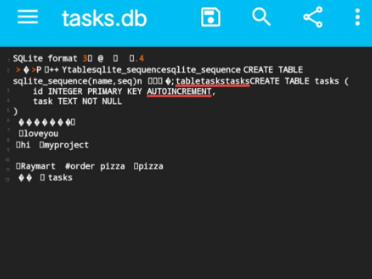 tasks.db
SQLite format 3▯ @ ▯ ▯.4
> � >P ▯++ Ytablesqlite_sequencesqlite_sequence CREATE TABLE
sqlite_sequence(name,seq)n ▯▯▯ �;tabletaskstasksCREATE TABLE tasks (
id INTEGER PRIMARY KEY AUTOINCREMENT,
task TEXT NOT NULL
)
�������▯
▯loveyou
▯hi ▯myproject
▯Raymart #order pizza ▯pizza
�� ▯ tasks